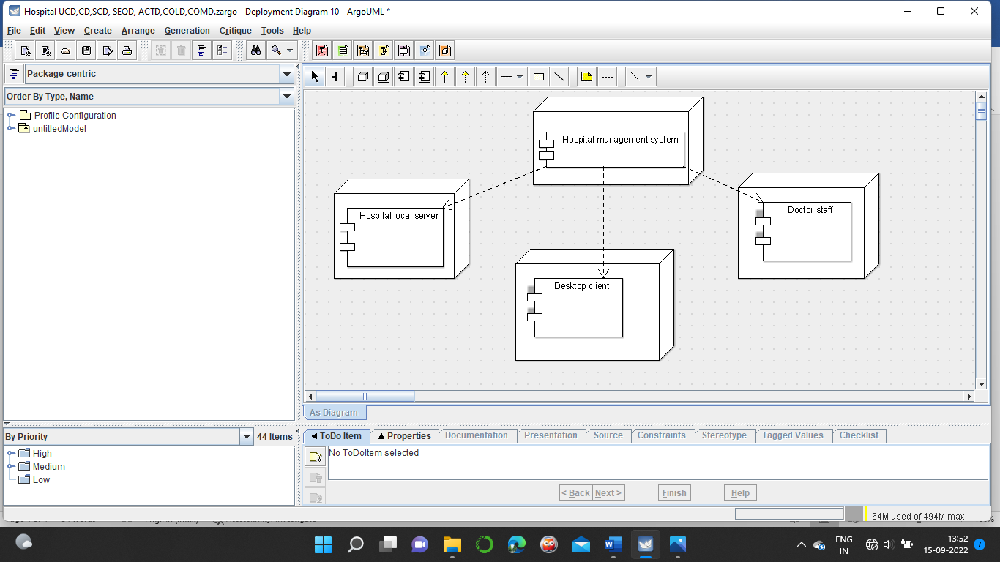 Hospital UCD,CD,SCD, SEQD, ACTD,COLD,COMD.zargo - Deployment Diagram 10 - ArgoUML *
File Edit View Create Arrange Generation Critique Tools Help
Package-centric
Order By Type, Name
Profile Configuration
untitledModel
Hospital management system
Hospital local server
Doctor staff
Desktop client
As Diagram
By Priority
44 Items
High
Medium
Low
ToDo Item
Properties
Documentation
Presentation
Source
Constraints
Stereotype
Tagged Values
Checklist
No ToDoItem selected
< Back Next > Finish Help
64M used of 494M max
ENG
IN
13:52
15-09-2022
7